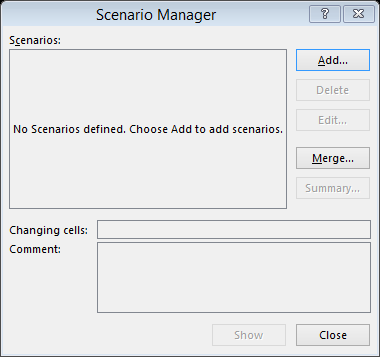 Scenario Manager
?
Scenarios:
Add...
Delete
No Scenarios defined. Choose Add to add scenarios.
Edit...
Merge...
Summary...
Changing cells:
Comment:
Show
Close